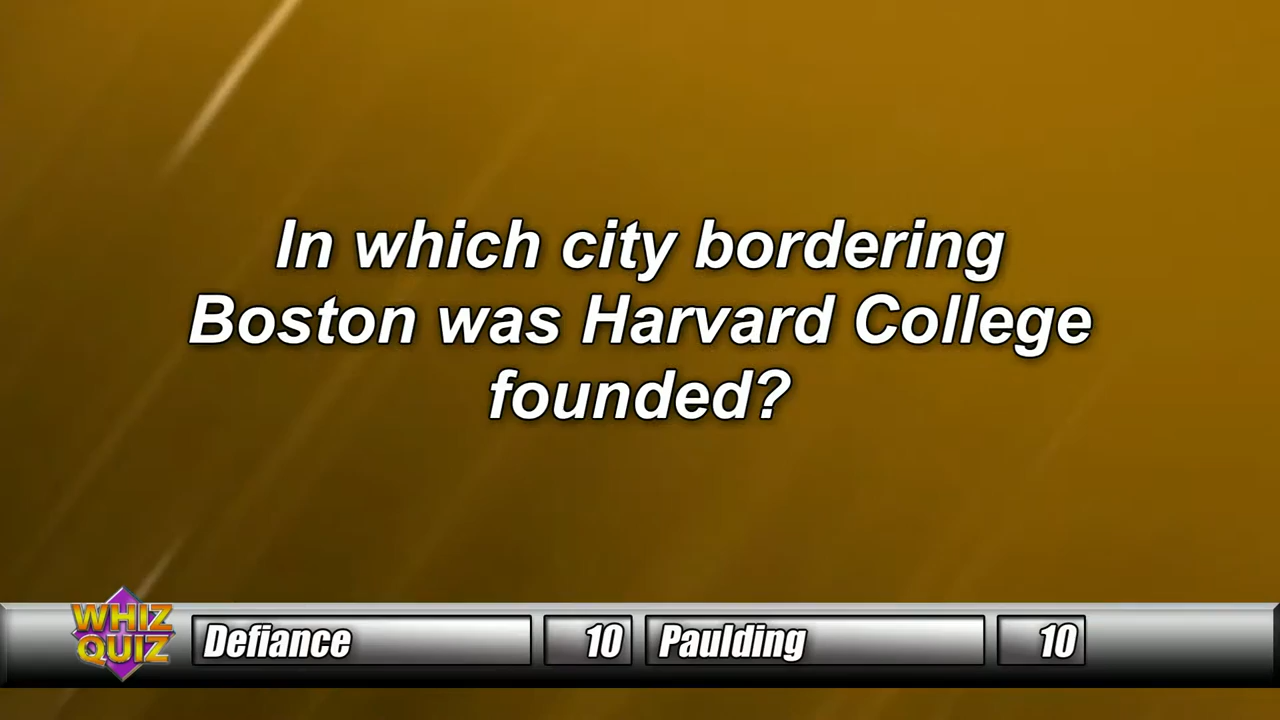 In which city bordering
Boston was Harvard College
founded?
WHIZ
QUIZ
Defiance 10 Paulding 10